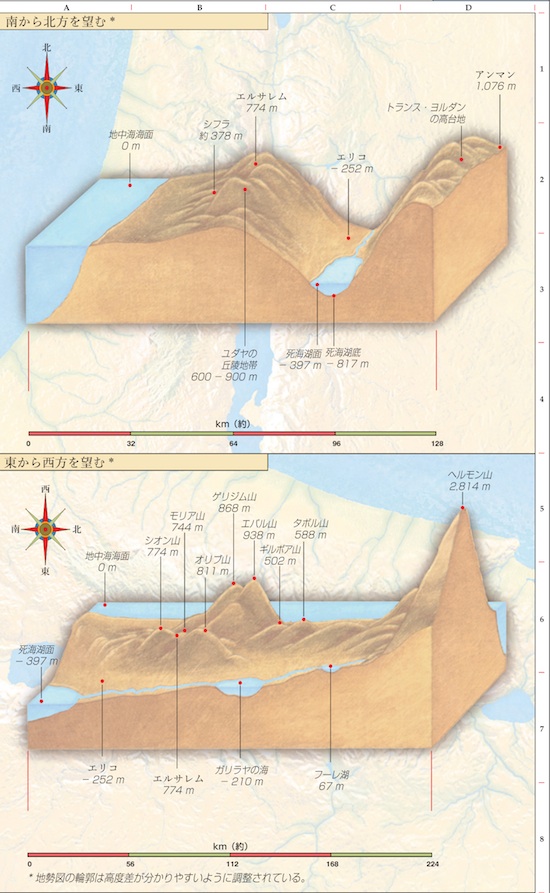 A
B
C
D
南から北方を望む*
北
西
東
南
1
2
3
4
アンマン
1,076 m
エルサレム
774 m
トランス・ヨルダン
の高台地
シフラ
約 378 m
地中海海面
0 m
エリコ
− 252 m
ユダヤの
丘陵地帯
600 − 900 m
死海湖面
− 397 m
死海湖底
− 817 m
km（約）
0
32
64
96
128
東から西方を望む*
西
南
北
東
5
6
7
8
ヘルモン山
2,814 m
ゲリジム山
868 m
モリア山
744 m
エバル山
938 m
タボル山
588 m
シオン山
774 m
ギルボア山
502 m
オリブ山
811 m
地中海海面
0 m
死海湖面
− 397 m
エリコ
− 252 m
エルサレム
774 m
ガリラヤの海
− 210 m
フーレ湖
67 m
km（約）
0
56
112
168
224
* 地勢図の輪郭は高度差が分かりやすいように調整されている。